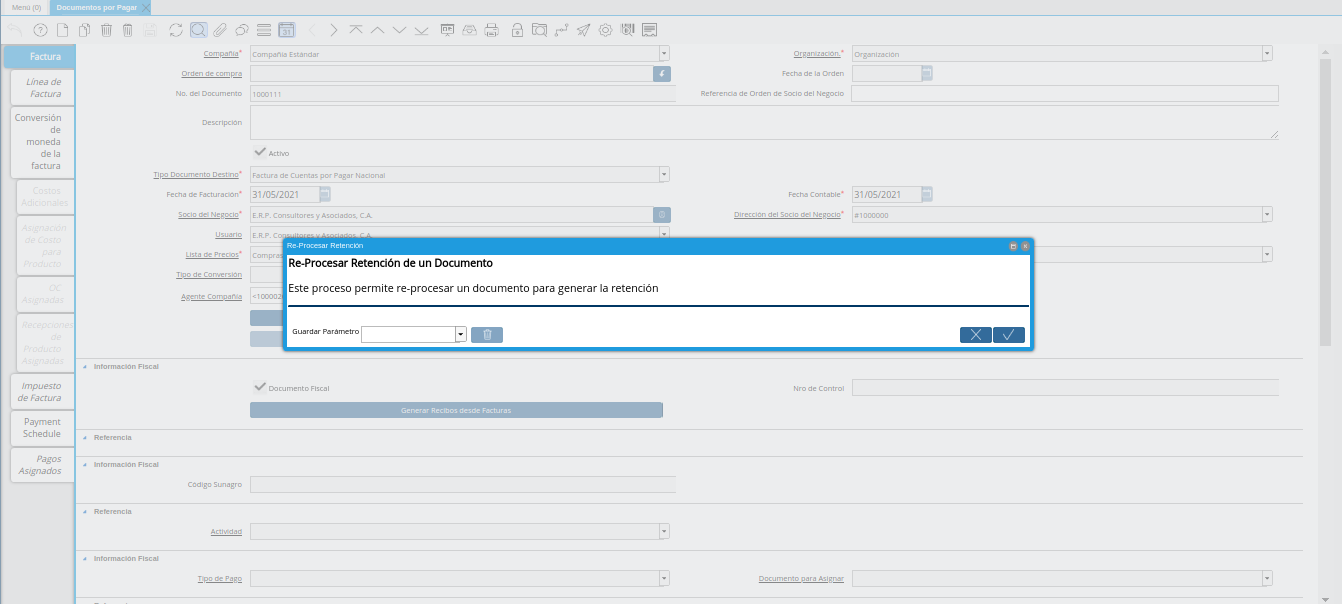 Menú (0)
Documentos por Pagar
Factura
Línea de
Factura
Conversión
de
moneda
de la
factura
Costos
Adicionales
Asignación
de Costo
para
Producto
OC
Asignadas
Recepciones
de
Producto
Asignadas
Impuesto
de Factura
Payment
Schedule
Pagos
Asignados
Compañía* Compañía Estándar Organización.* Organización
Orden de compra Fecha de la Orden
No. del Documento 1000111 Referencia de Orden de Socio del Negocio
Descripción
Activo
Tipo Documento Destino* Factura de Cuentas por Pagar Nacional
Fecha de Facturación* 31/05/2021 Fecha Contable* 31/05/2021
Socio del Negocio* E.R.P. Consultores y Asociados, C.A. Dirección del Socio del Negocio* #1000000
Usuario E.R.P. Consultores y Asociados, C.A.
Lista de Precios* Compras
Tipo de Conversión
Agente Compañía
Re-Procesar Retención
Re-Procesar Retención de un Documento
Este proceso permite re-procesar un documento para generar la retención
Guardar Parámetro
Información Fiscal
Documento Fiscal Nro de Control
Generar Recibos desde Facturas
Referencia
Información Fiscal
Código Sunagro
Referencia
Actividad
Información Fiscal
Tipo de Pago Documento para Asignar